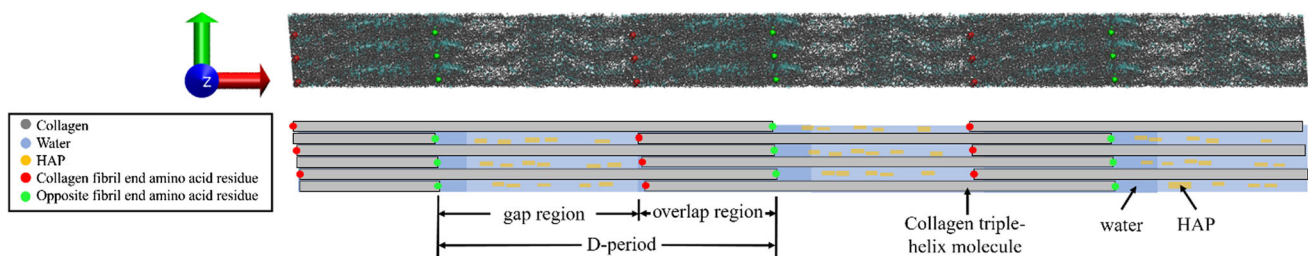 Z
Collagen
Water
HAP
Collagen fibril end amino acid residue
Opposite fibril end amino acid residue
gap region
overlap region
D-period
Collagen triple-
helix molecule
water
HAP